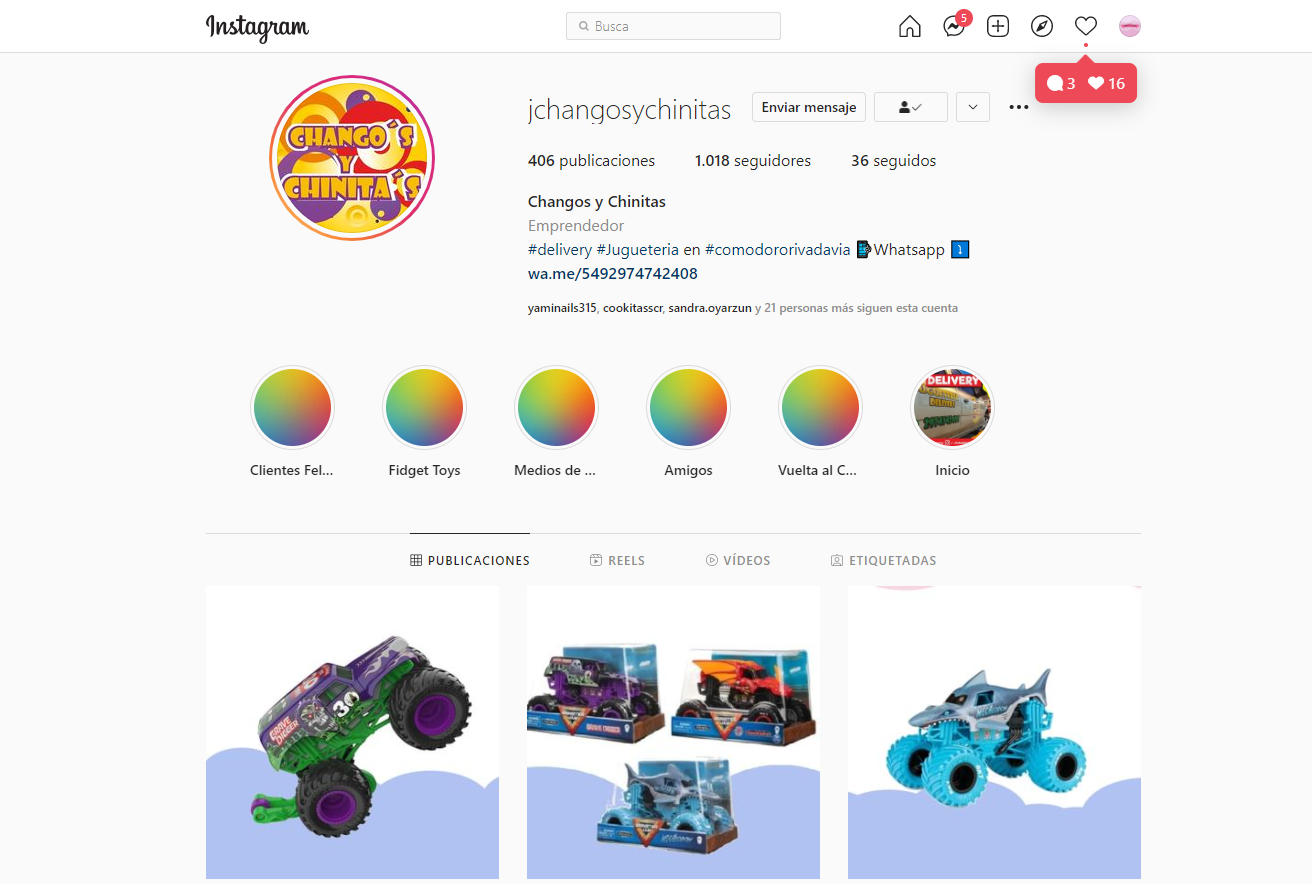 Instagram
Busca
5
3 16
CHANGO´S
Y
CHINITA´S
jchangosychinitas
Enviar mensaje
406 publicaciones 1.018 seguidores 36 seguidos
Changos y Chinitas
Emprendedor
#delivery #Jugueteria en #comodororivadavia Whatsapp
wa.me/5492974742408
yaminails315, cookitasscr, sandra.oyarzun y 21 personas más siguen esta cuenta
DELIVERY
Clientes Fel... Fidget Toys Medios de ... Amigos Vuelta al C... Inicio
PUBLICACIONES REELS VÍDEOS ETIQUETADAS
GRAVE
DIGGER